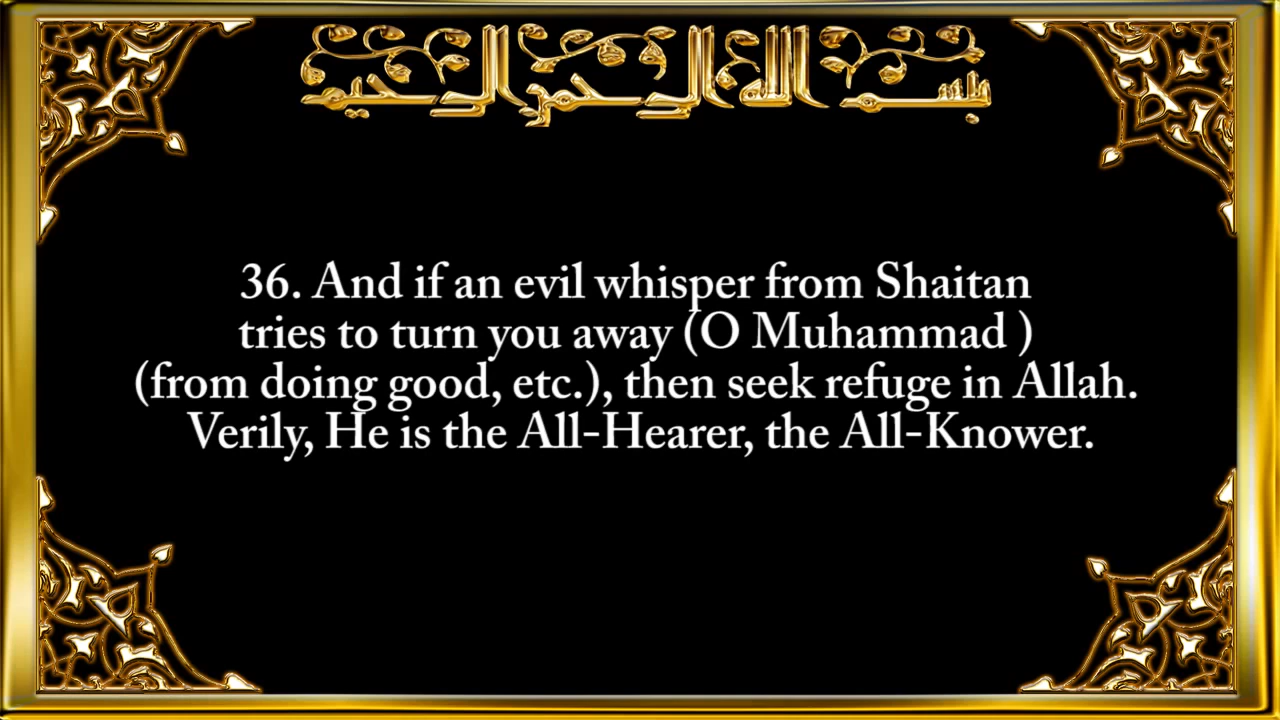 بسم الله الرحمن الرحيم
36. And if an evil whisper from Shaitan
tries to turn you away (O Muhammad )
(from doing good, etc.), then seek refuge in Allah.
Verily, He is the All-Hearer, the All-Knower.